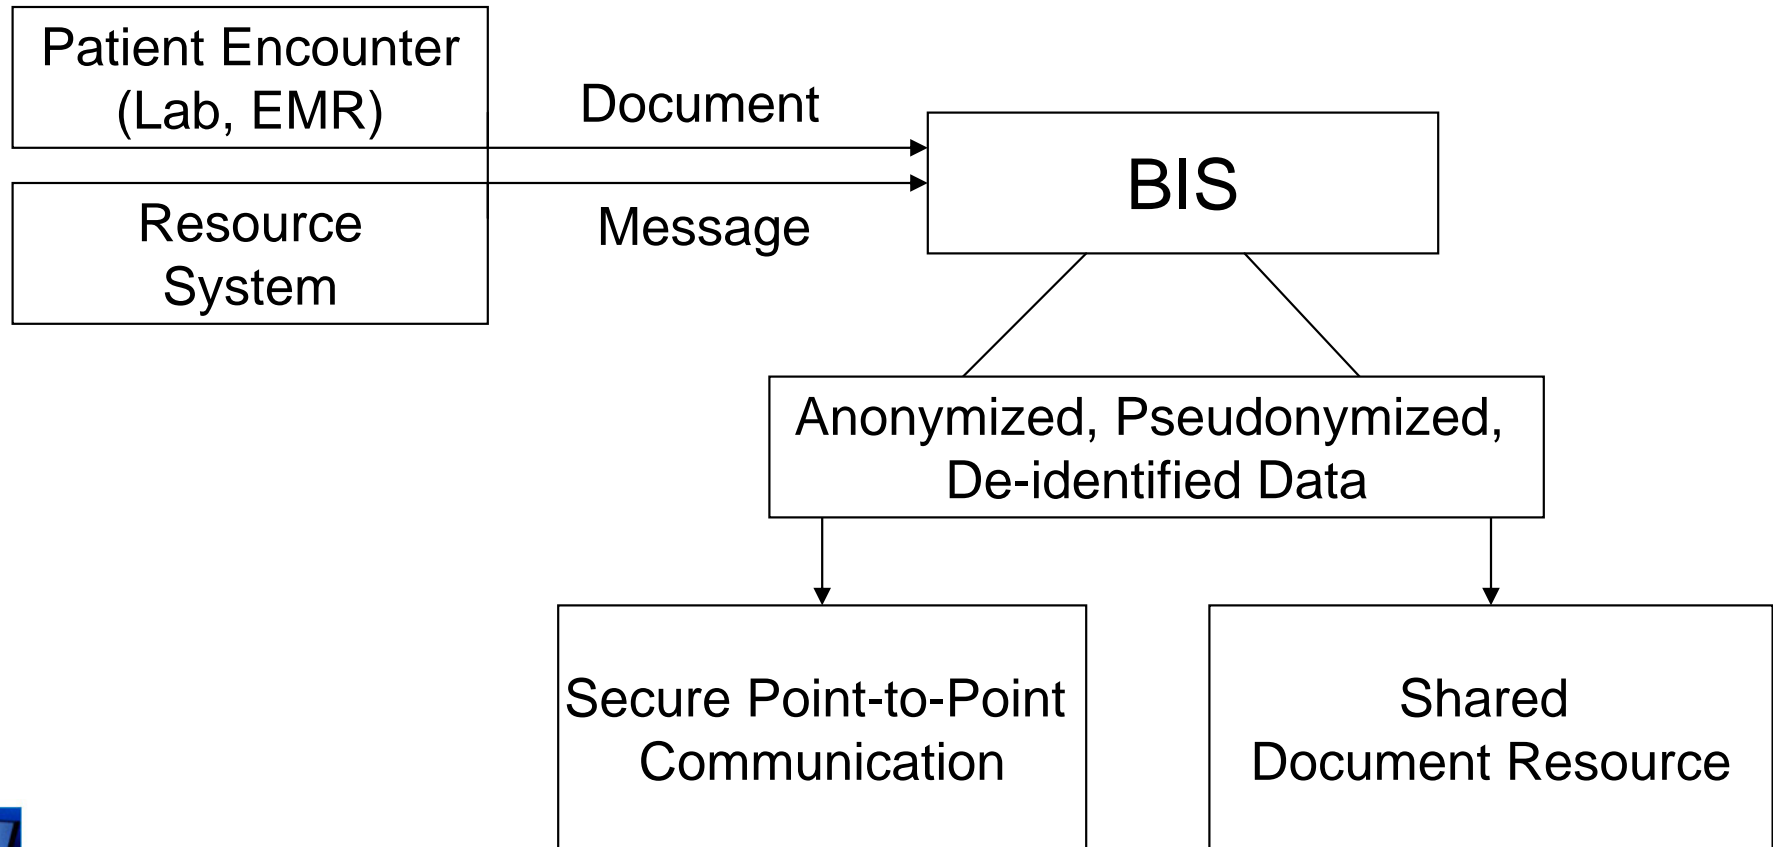 Patient Encounter
(Lab, EMR)
Document
BIS
Resource
System
Message
Anonymized, Pseudonymized,
De-identified Data
Secure Point-to-Point
Communication
Shared
Document Resource